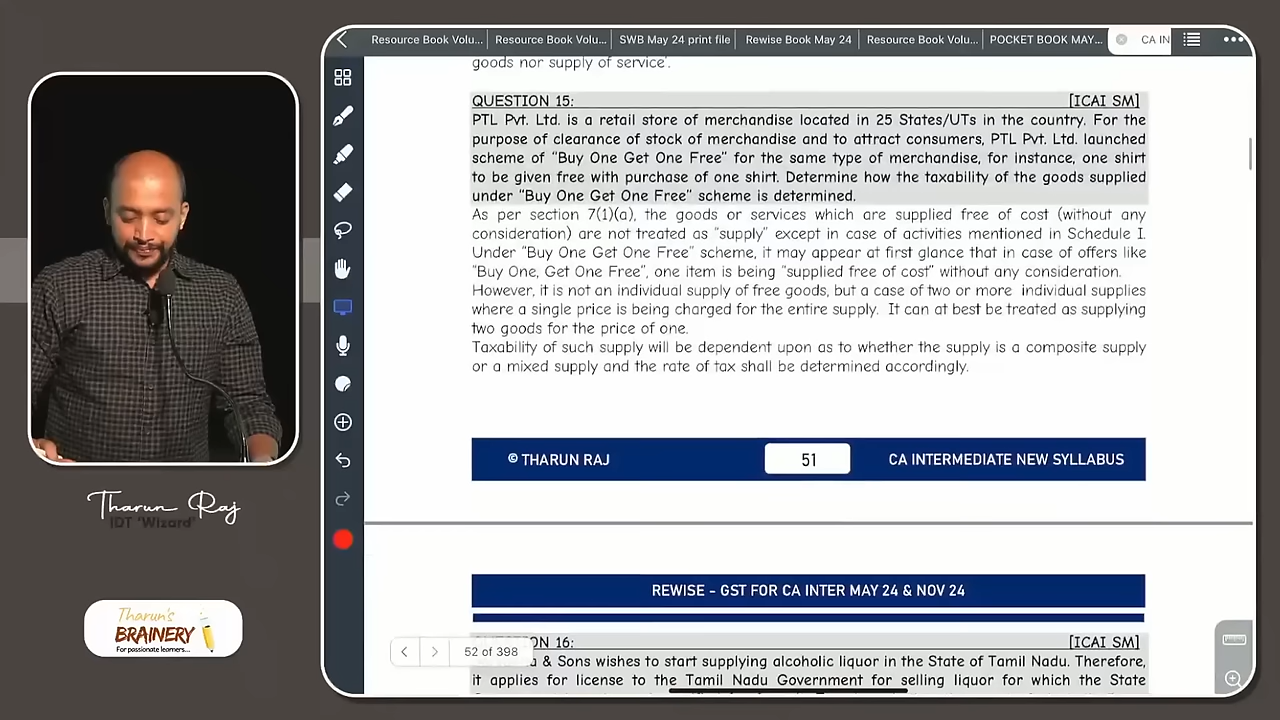 Resource Book Volu... Resource Book Volu... SWB May 24 print file Rewise Book May 24 Resource Book Volu... POCKET BOOK MAY... CA IN
goods nor supply of service'.
QUESTION 15: [ICAI SM]
PTL Pvt. Ltd. is a retail store of merchandise located in 25 States/UTs in the country. For the
purpose of clearance of stock of merchandise and to attract consumers, PTL Pvt. Ltd. launched
scheme of "Buy One Get One Free" for the same type of merchandise, for instance, one shirt
to be given free with purchase of one shirt. Determine how the taxability of the goods supplied
under "Buy One Get One Free" scheme is determined.
As per section 7(1)(a), the goods or services which are supplied free of cost (without any
consideration) are not treated as "supply" except in case of activities mentioned in Schedule I.
Under "Buy One Get One Free" scheme, it may appear at first glance that in case of offers like
"Buy One, Get One Free", one item is being "supplied free of cost" without any consideration.
However, it is not an individual supply of free goods, but a case of two or more individual supplies
where a single price is being charged for the entire supply. It can at best be treated as supplying
two goods for the price of one.
Taxability of such supply will be dependent upon as to whether the supply is a composite supply
or a mixed supply and the rate of tax shall be determined accordingly.
© THARUN RAJ 51 CA INTERMEDIATE NEW SYLLABUS
REWISE - GST FOR CA INTER MAY 24 & NOV 24
ON 16: [ICAI SM]
& Sons wishes to start supplying alcoholic liquor in the State of Tamil Nadu. Therefore,
it applies for license to the Tamil Nadu Government for selling liquor for which the State
52 of 398
Tharun Raj
IDT 'Wizard'
Tharun's
BRAINERY
For passionate learners...